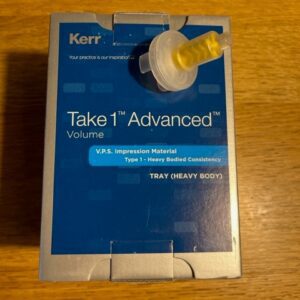 Kerr
Your practice is our inspiration.™
Take 1™ Advanced™
Volume
V.P.S. Impression Material
Type 1 - Heavy Bodied Consistency
TRAY (HEAVY BODY)